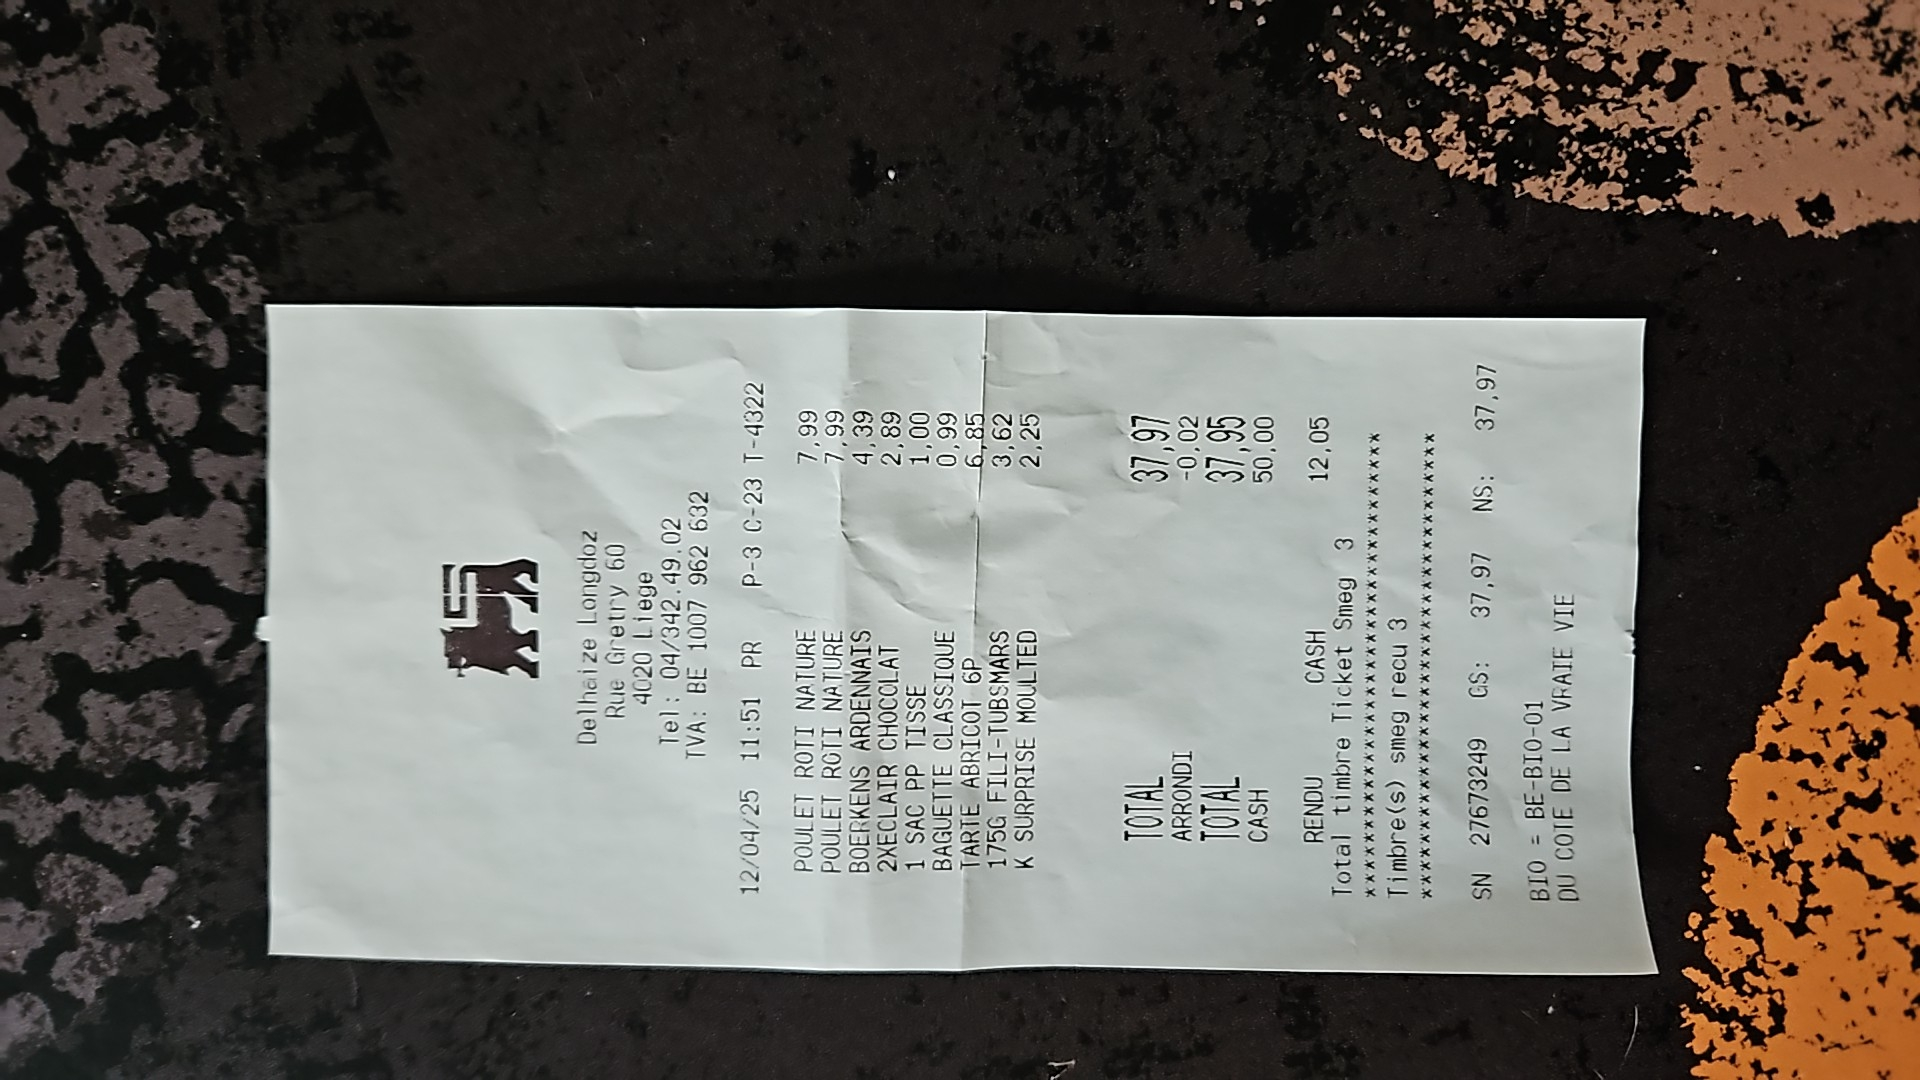 Delhaize Longdoz
Rue Gretry 60
4020 Liege
Tel: 04/342.49.02
TVA: BE 1007 962 632
12/04/25 11:51 PR P-3 C-23 T-4322
POULET ROTI NATURE 7,99
POULET ROTI NATURE 7,99
BOERKENS ARDENNAIS 4,39
2XECLAIR CHOCOLAT 2,89
1 SAC PP TISSE 1,00
BAGUETTE CLASSIQUE 0,99
TARTE ABRICOT 6P 6,85
175G FILI-TUBSMARS 3,62
K SURPRISE MOULTED 2,25
TOTAL 37,97
ARRONDI -0,02
TOTAL 37,95
CASH 50,00
RENDU CASH 12,05
Total timbre Ticket Smeg 3
****************************************
Timbre(s) smeg recu 3
****************************************
SN 27673249 GS: 37,97 NS: 37,97
BIO = BE-BIO-01
DU COTE DE LA VRAIE VIE